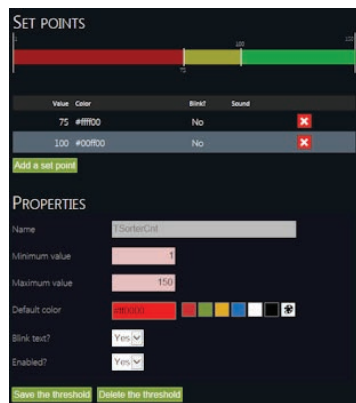 SET POINTS
1 100 150
75
Value Color Blink? Sound
75 #ffff00 No
100 #00ff00 No
Add a set point
PROPERTIES
Name TSorterCnt
Minimum value 1
Maximum value 150
Default color #ff0000
Blink text? Yes
Enabled? Yes
Save the threshold Delete the threshold